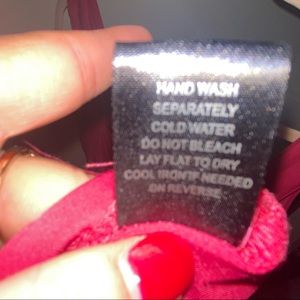 HAND WASH
SEPARATELY
COLD WATER
DO NOT BLEACH
LAY FLAT TO DRY
COOL IRON IF NEEDED
ON REVERSE